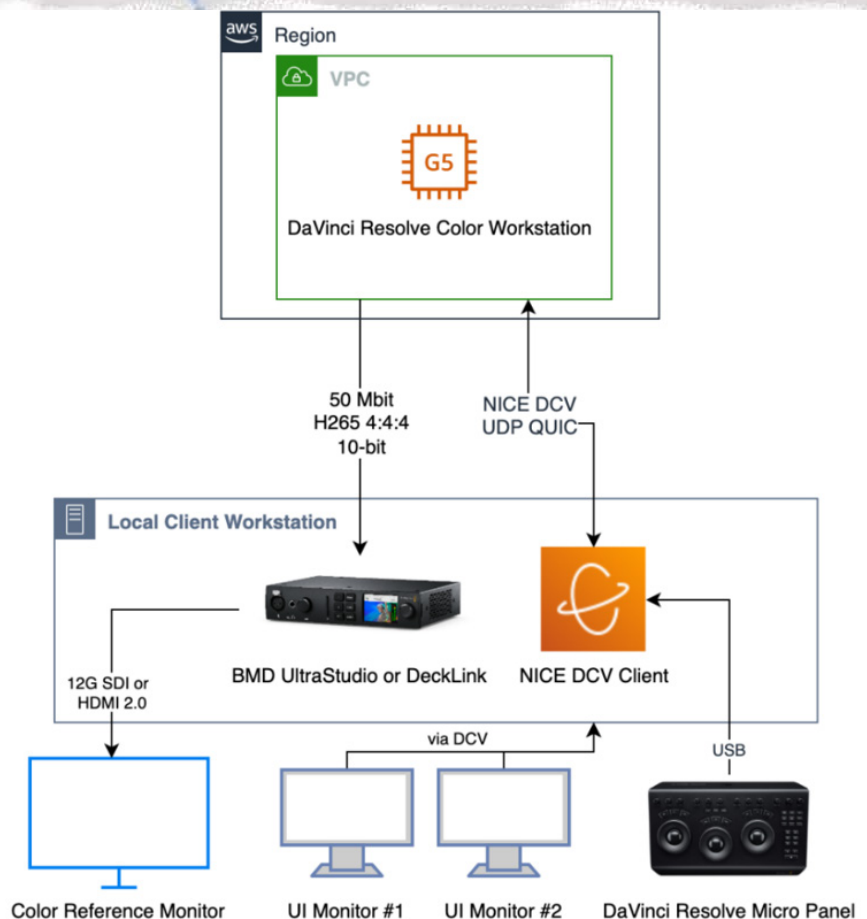 aws
Region
VPC
G5
DaVinci Resolve Color Workstation
50 Mbit
H265 4:4:4
10-bit
NICE DCV
UDP QUIC
Local Client Workstation
BMD UltraStudio or DeckLink
NICE DCV Client
12G SDI or
HDMI 2.0
via DCV
USB
Color Reference Monitor
UI Monitor #1
UI Monitor #2
DaVinci Resolve Micro Panel